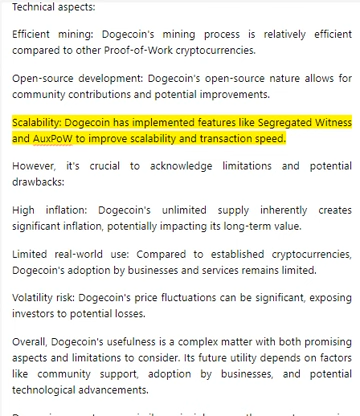 Technical aspects:
Efficient mining: Dogecoin's mining process is relatively efficient
compared to other Proof-of-Work cryptocurrencies.
Open-source development: Dogecoin's open-source nature allows for
community contributions and potential improvements.
Scalability: Dogecoin has implemented features like Segregated Witness
and AuxPoW to improve scalability and transaction speed.
However, it's crucial to acknowledge limitations and potential
drawbacks:
High inflation: Dogecoin's unlimited supply inherently creates
significant inflation, potentially impacting its long-term value.
Limited real-world use: Compared to established cryptocurrencies,
Dogecoin's adoption by businesses and services remains limited.
Volatility risk: Dogecoin's price fluctuations can be significant, exposing
investors to potential losses.
Overall, Dogecoin's usefulness is a complex matter with both promising
aspects and limitations to consider. Its future utility depends on factors
like community support, adoption by businesses, and potential
technological advancements.